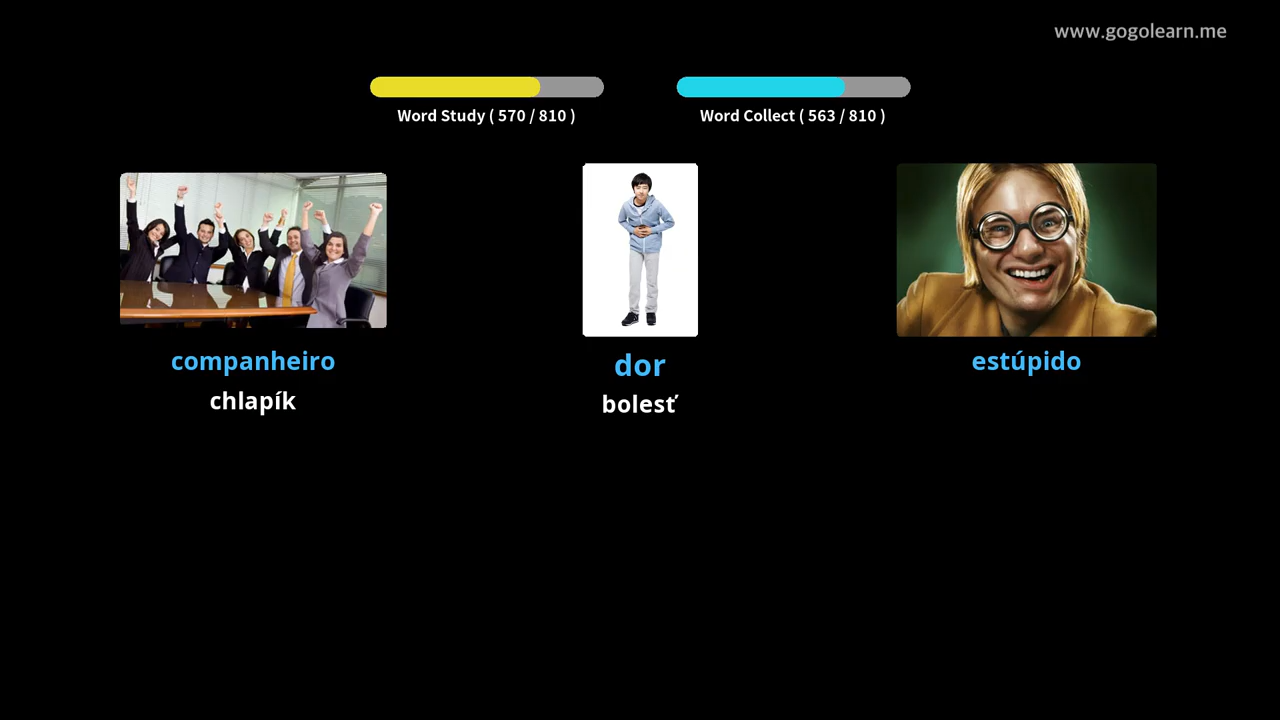 www.gogolearn.me
Word Study ( 570 / 810 )
Word Collect ( 563 / 810 )
companheiro
chlapík
dor
bolesť
estúpido